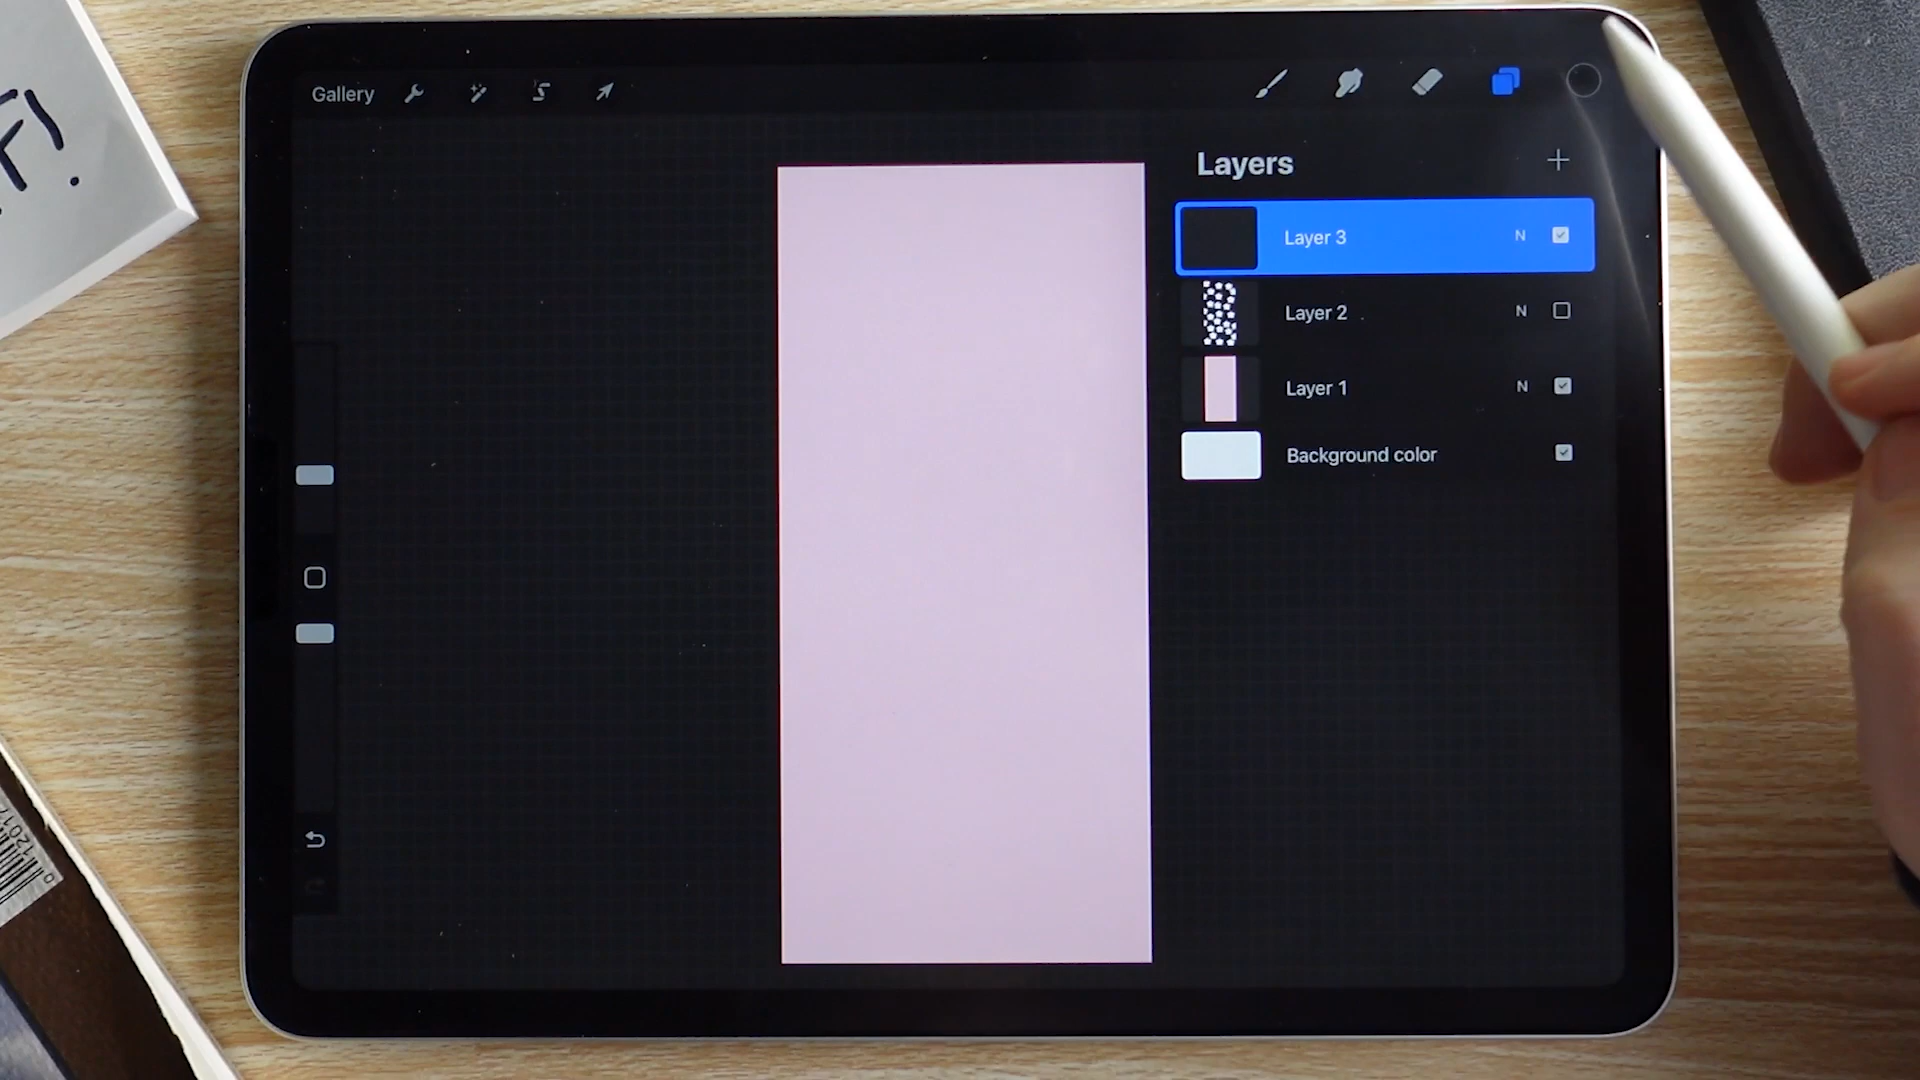 Gallery
Layers
Layer 3 N
Layer 2 N
Layer 1 N
Background color